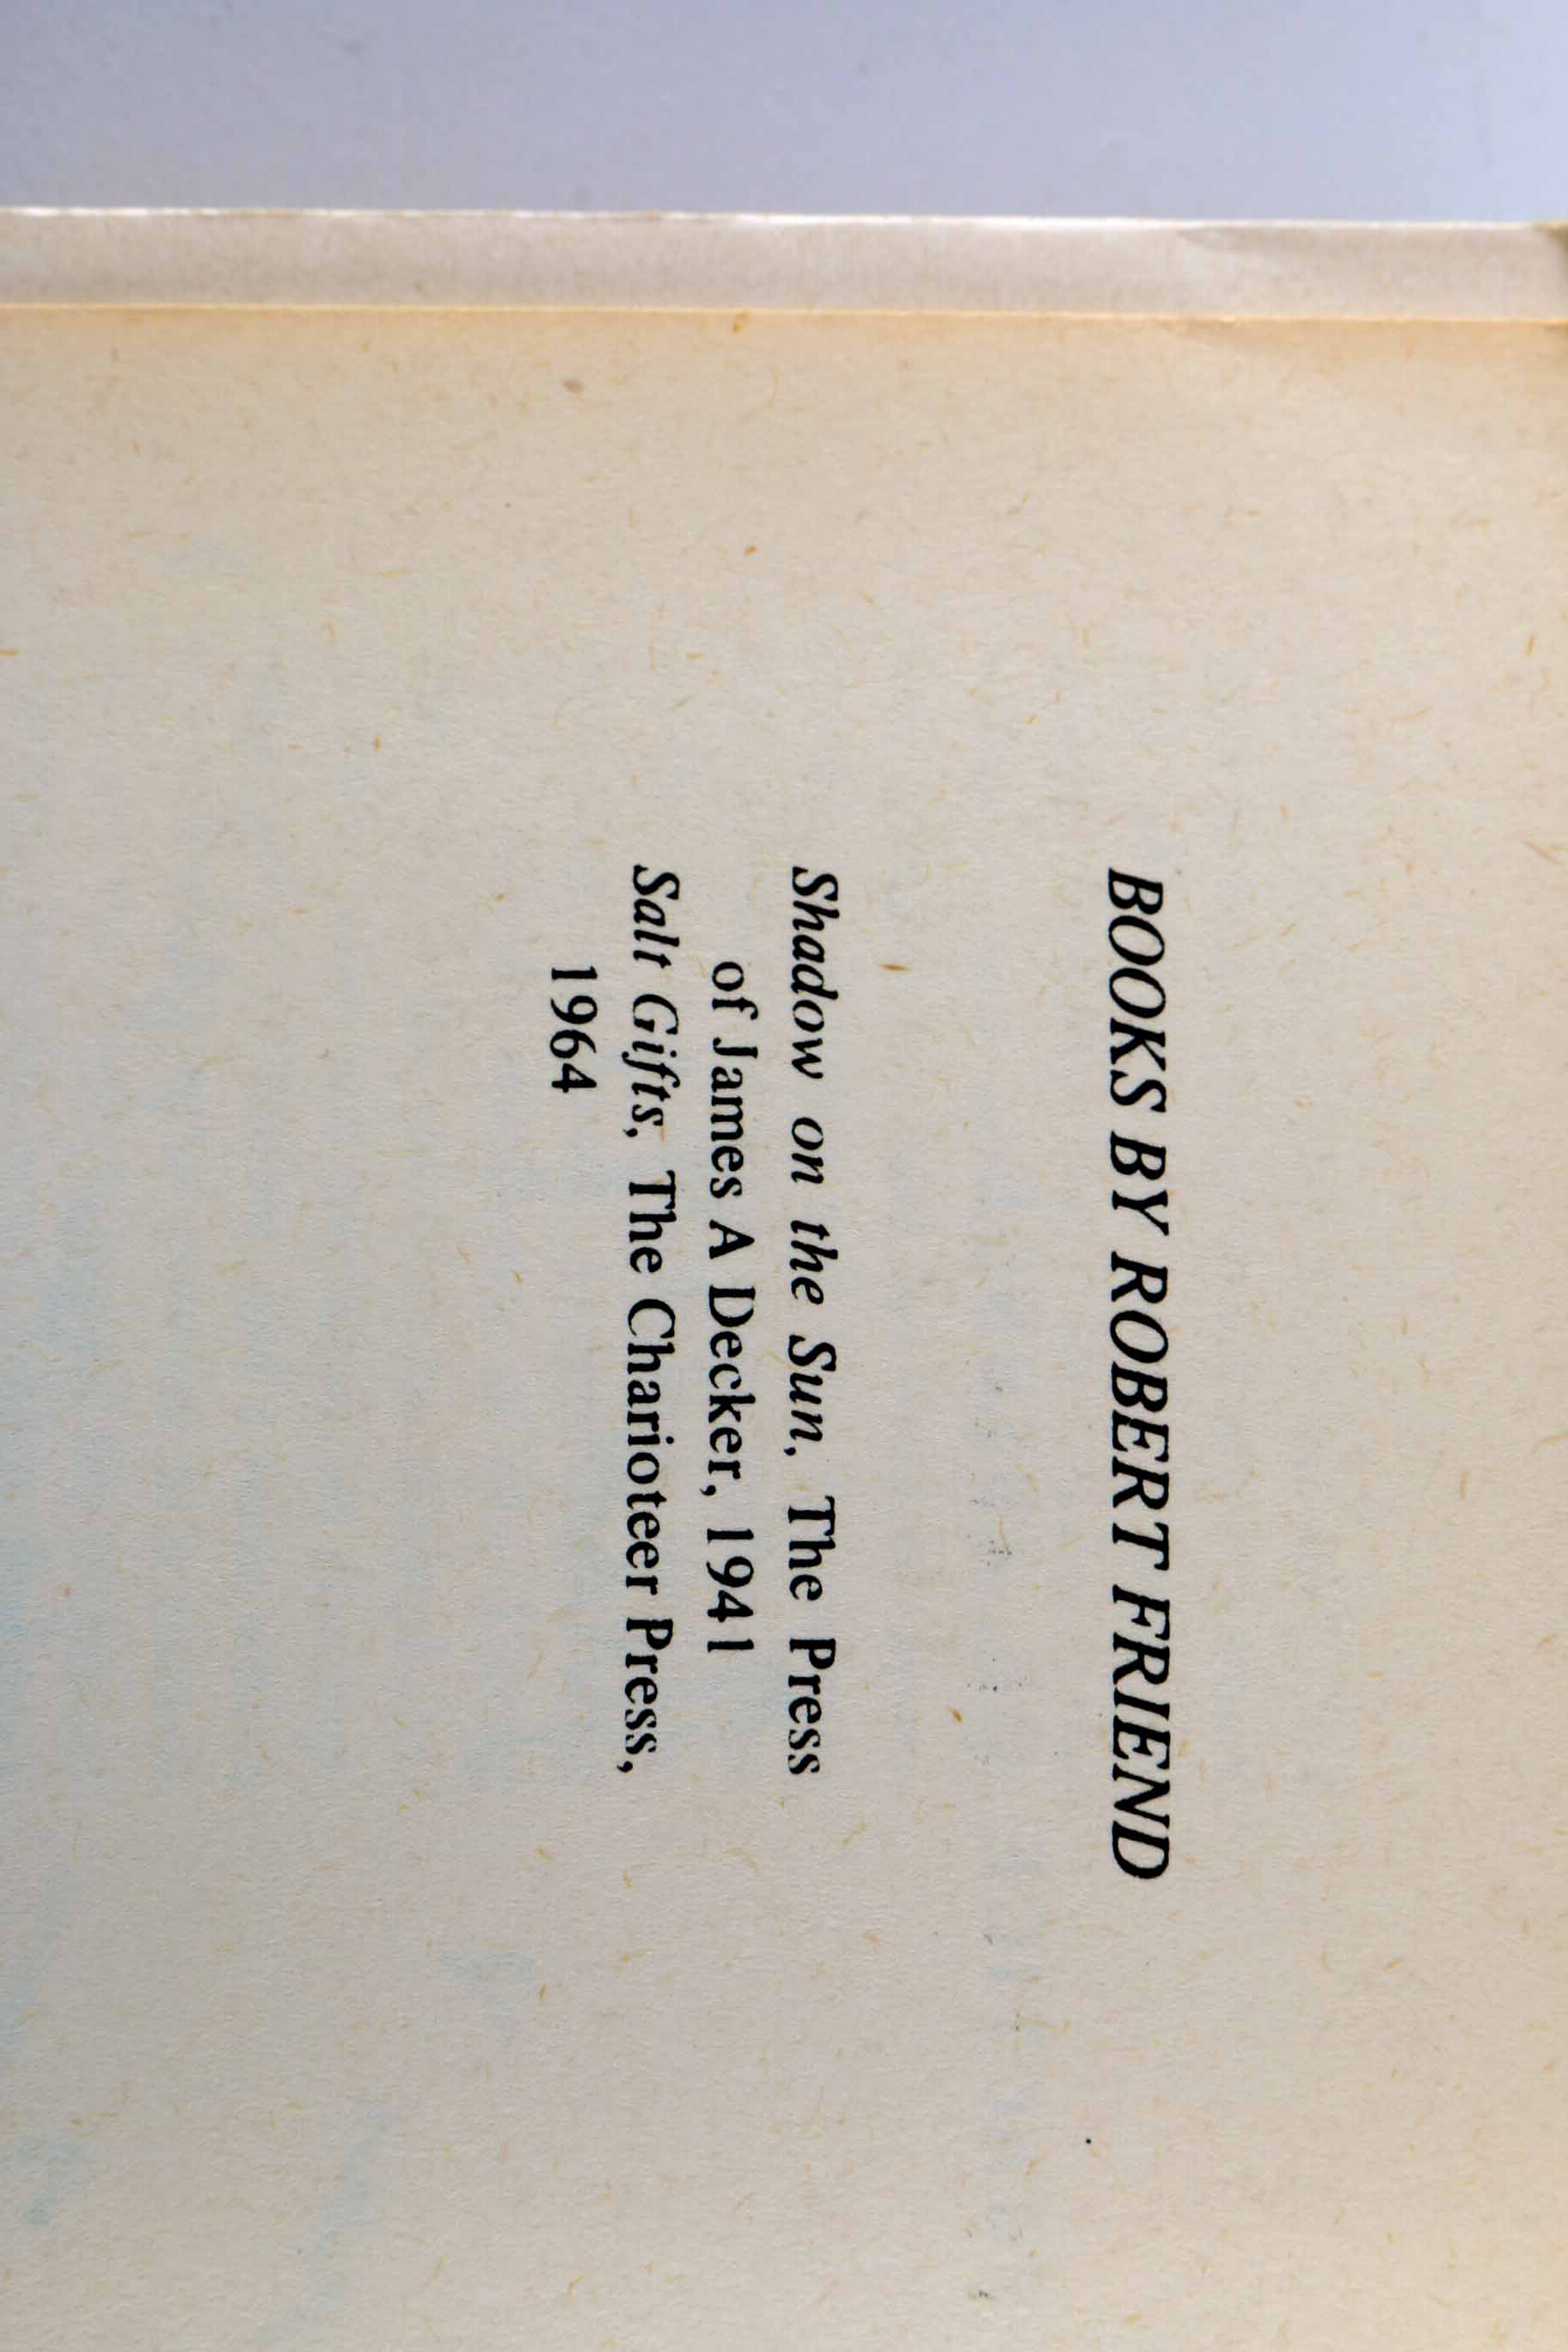 BOOKS BY ROBERT FRIEND
Shadow on the Sun, The Press
of James A Decker, 1941
Salt Gifts, The Charioteer Press,
1964